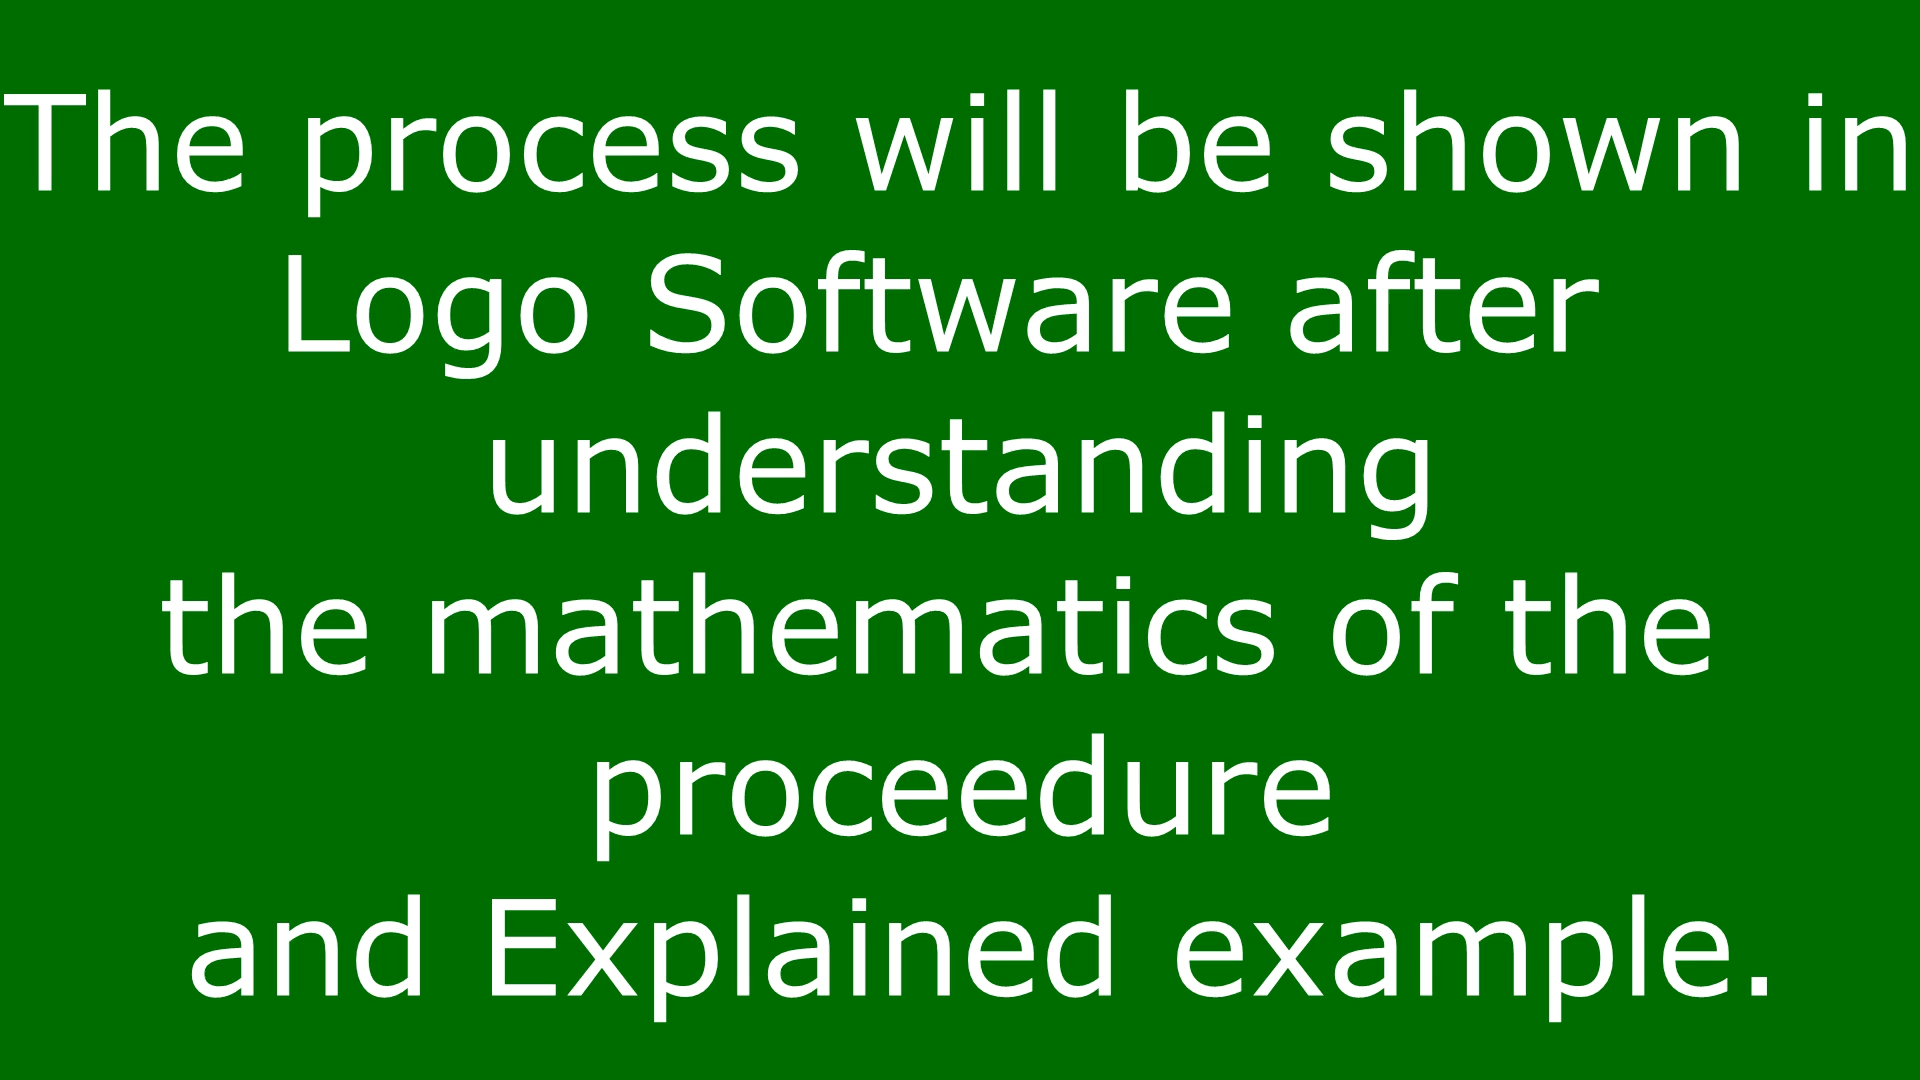 The process will be shown in
Logo Software after
understanding
the mathematics of the
proceedure
and Explained example.